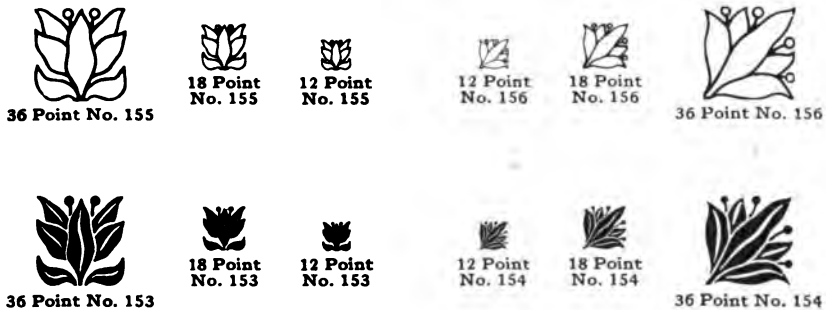 36 Point No. 155
18 Point
No. 155
12 Point
No. 155
12 Point
No. 156
18 Point
No. 156
36 Point No. 156
36 Point No. 153
18 Point
No. 153
12 Point
No. 153
12 Point
No. 154
18 Point
No. 154
36 Point No. 154